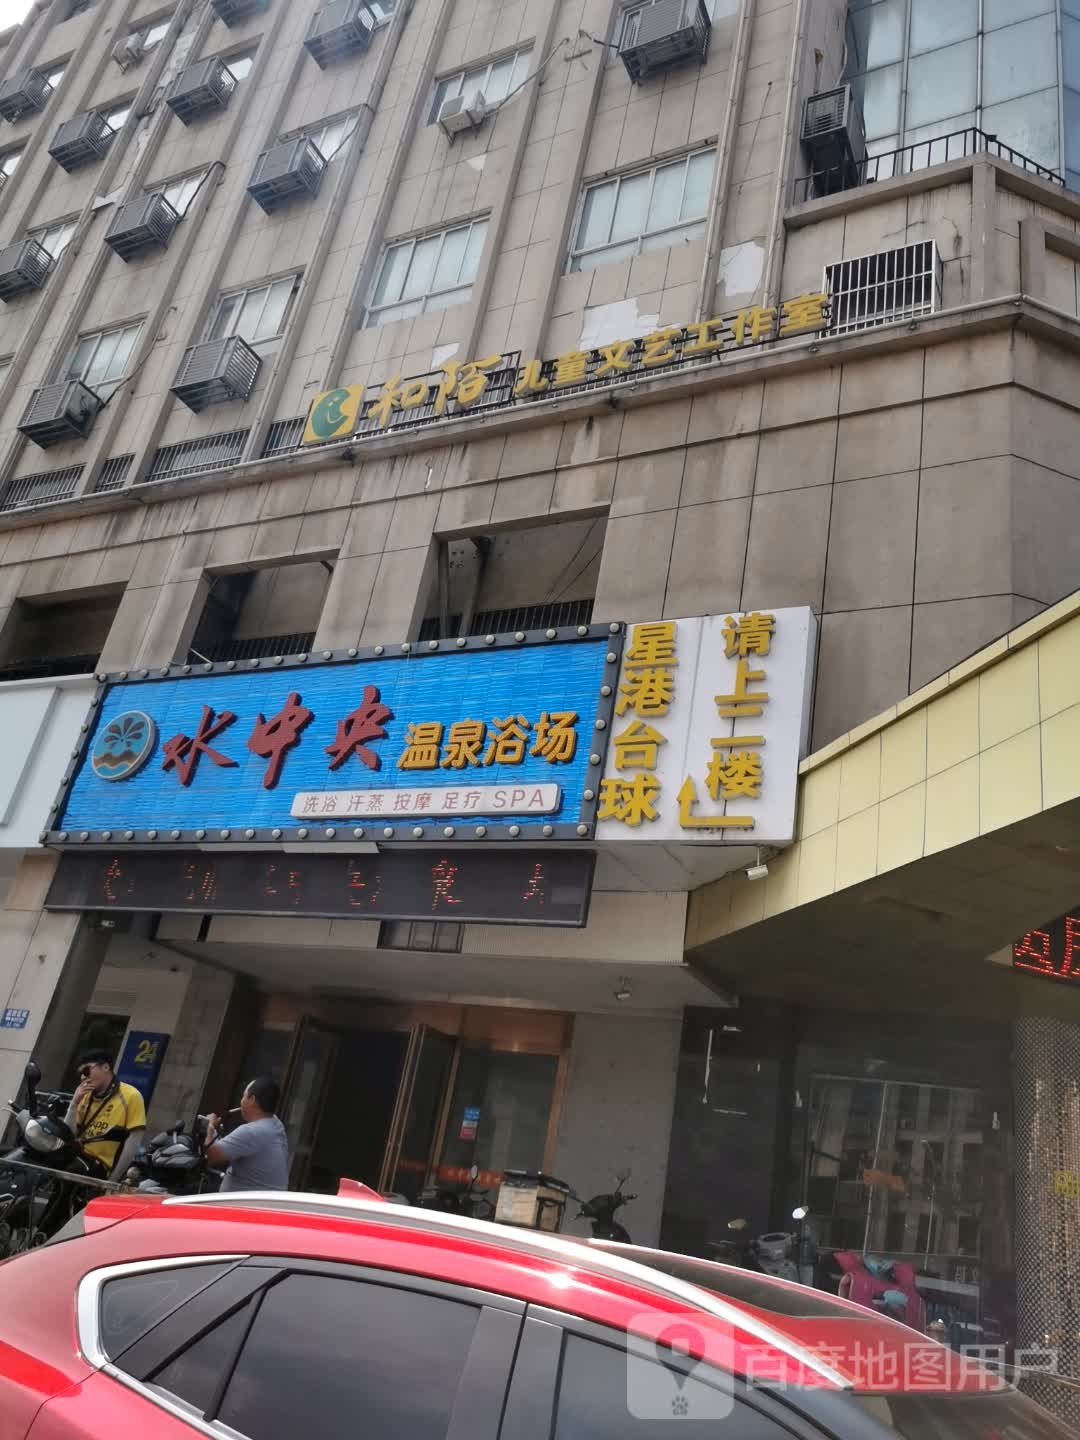 和陌儿童文艺工作室
水中央温泉浴场
洗浴 汗蒸 按摩 足疗 SPA
星港台球
请上二楼
24
百度地图用户